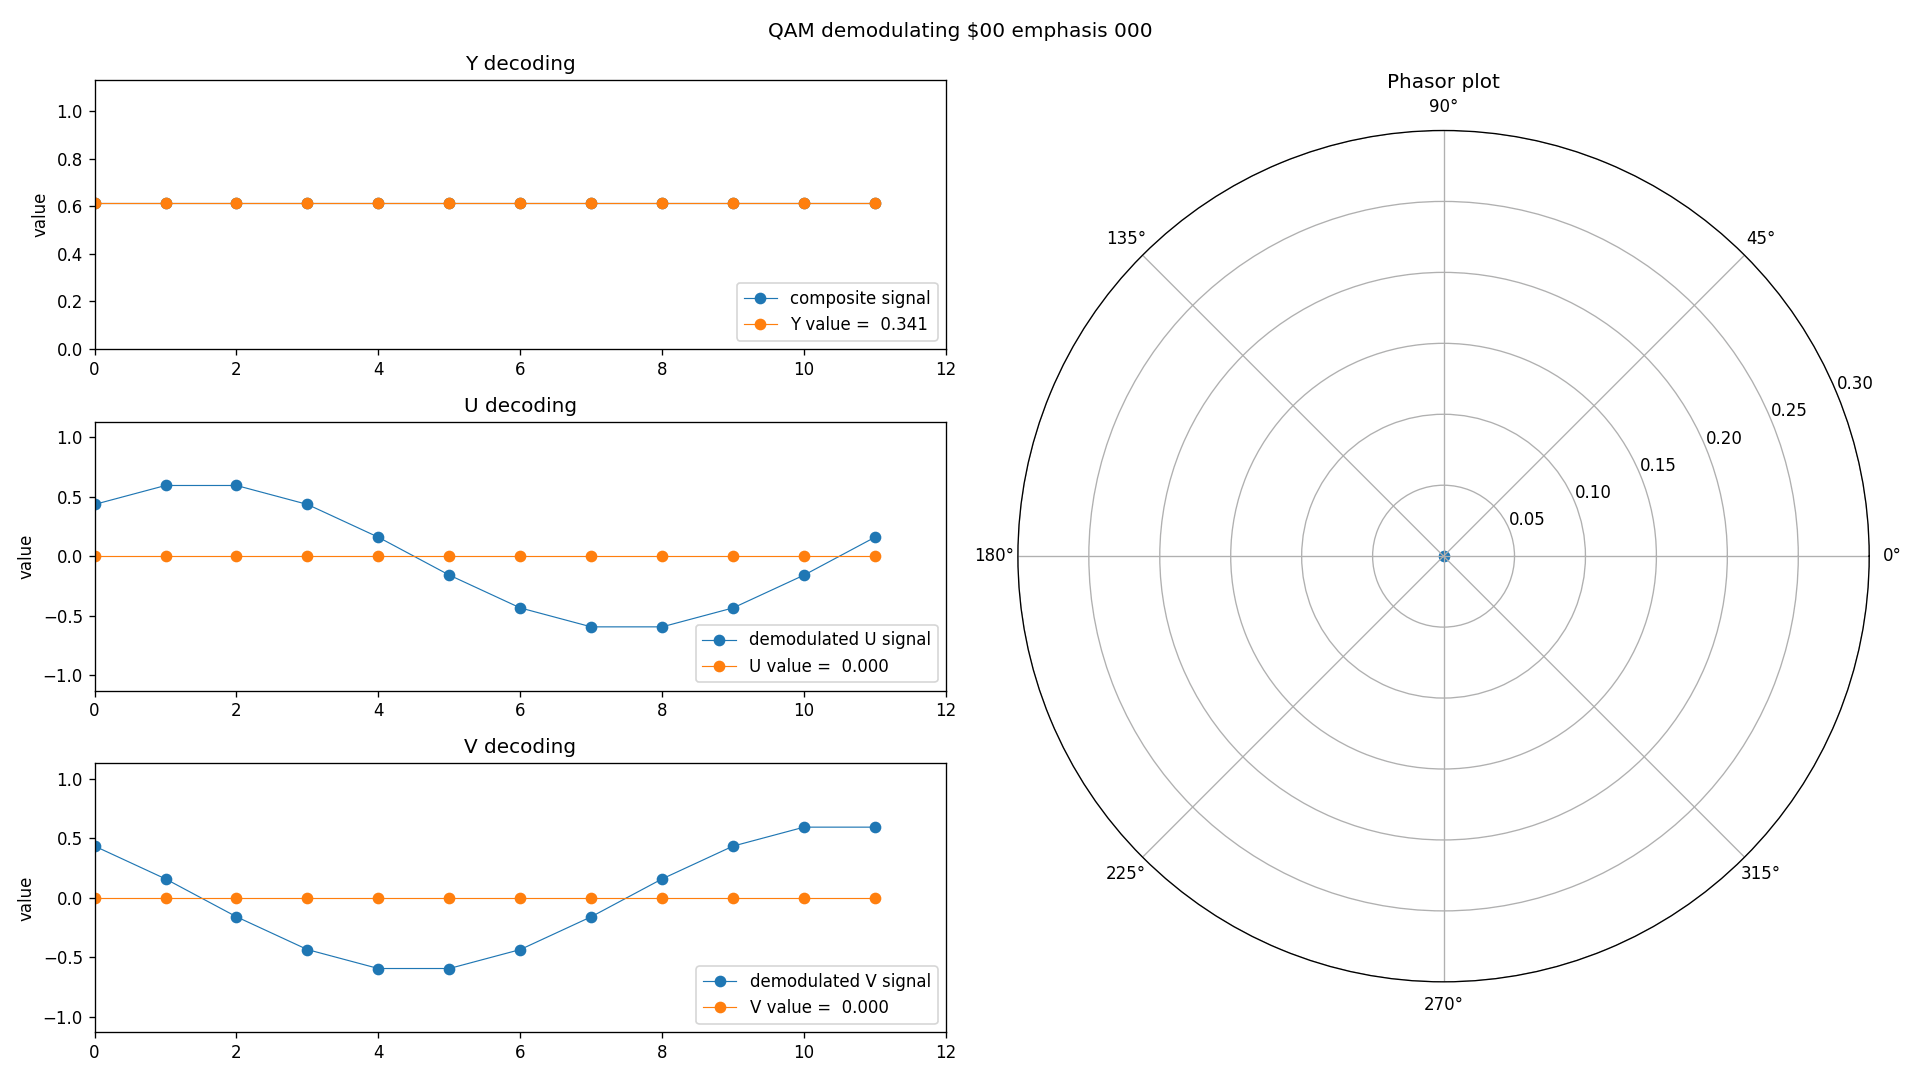 QAM demodulating $00 emphasis 000
Y decoding
value
1.0
0.8
0.6
0.4
0.2
0.0
0 2 4 6 8 10 12
composite signal
Y value =  0.341
U decoding
value
1.0
0.5
0.0
−0.5
−1.0
0 2 4 6 8 10 12
demodulated U signal
U value =  0.000
V decoding
value
1.0
0.5
0.0
−0.5
−1.0
0 2 4 6 8 10 12
demodulated V signal
V value =  0.000
Phasor plot
90°
135°
45°
0.30
0.25
0.20
0.15
0.10
0.05
180°
0°
225°
315°
270°